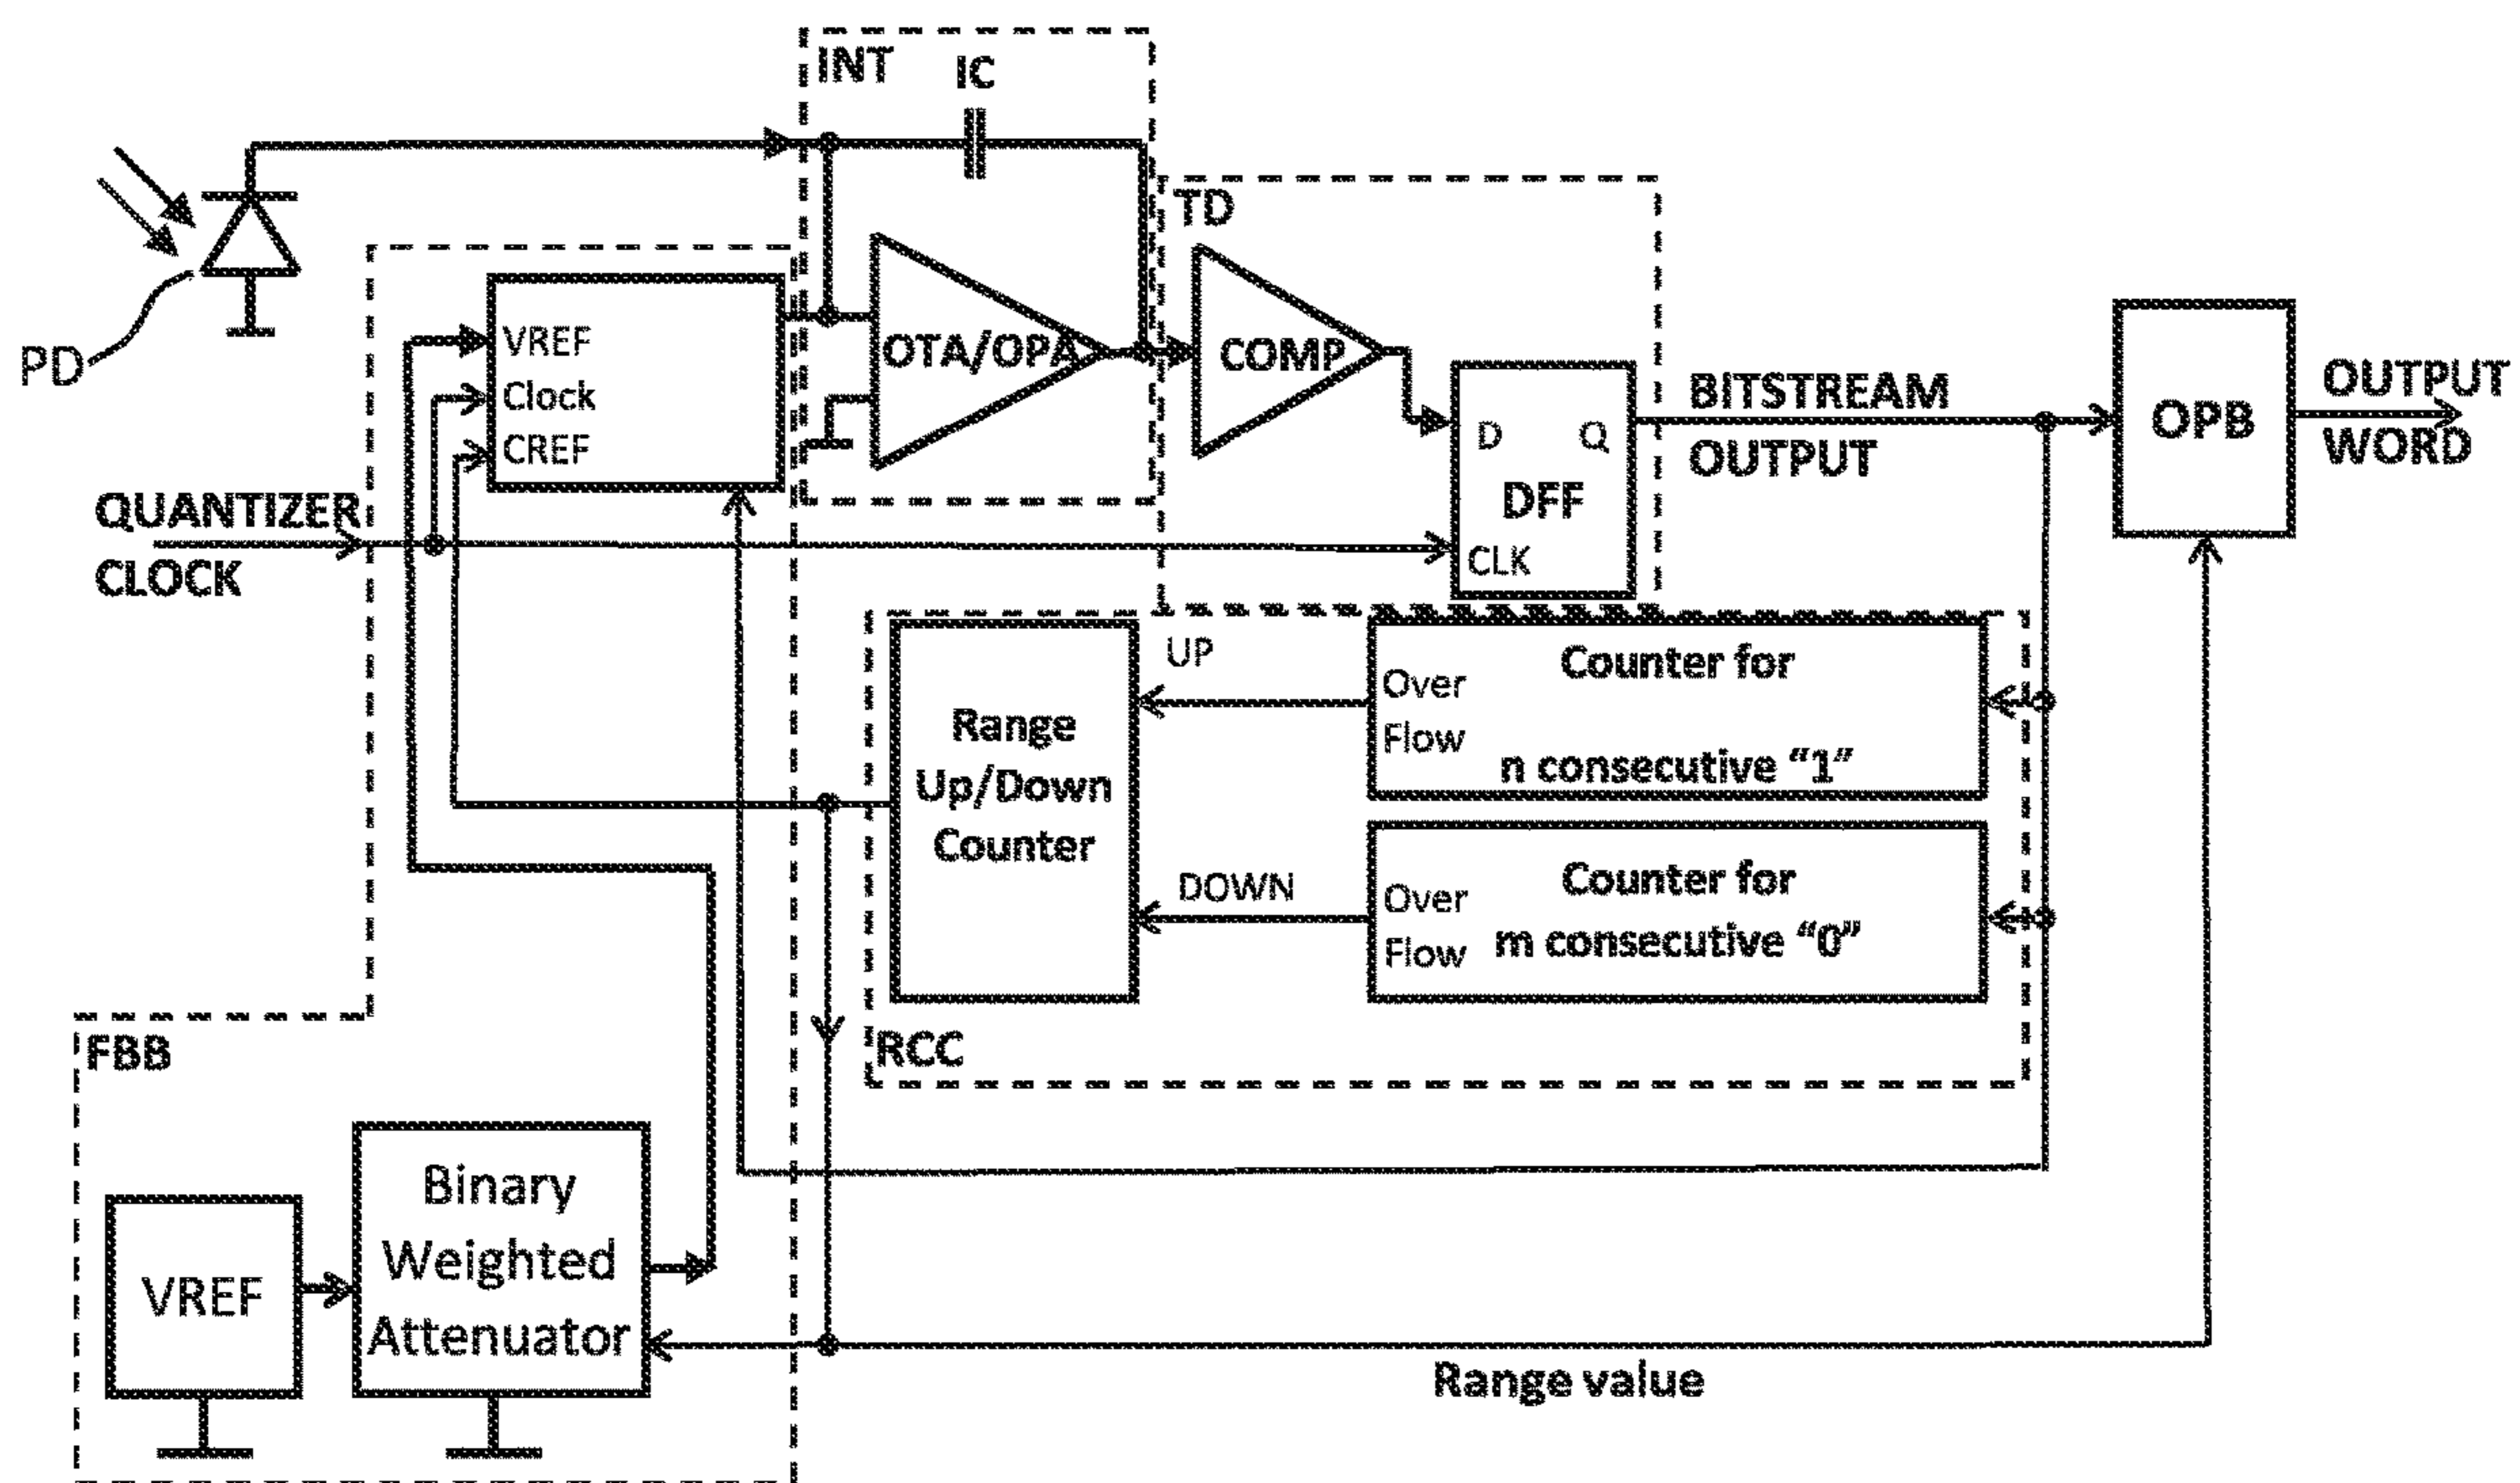 INT
IC
TD
PD
VREF
Clock
CREF
OTA/OPA
COMP
D Q
DFF
CLK
BITSTREAM
OUTPUT
OPB
OUTPUT
WORD
QUANTIZER
CLOCK
Range
Up/Down
Counter
UP
DOWN
Over
Flow
Counter for
n consecutive “1”
Over
Flow
Counter for
m consecutive “0”
RCC
FBB
VREF
Binary
Weighted
Attenuator
Range value